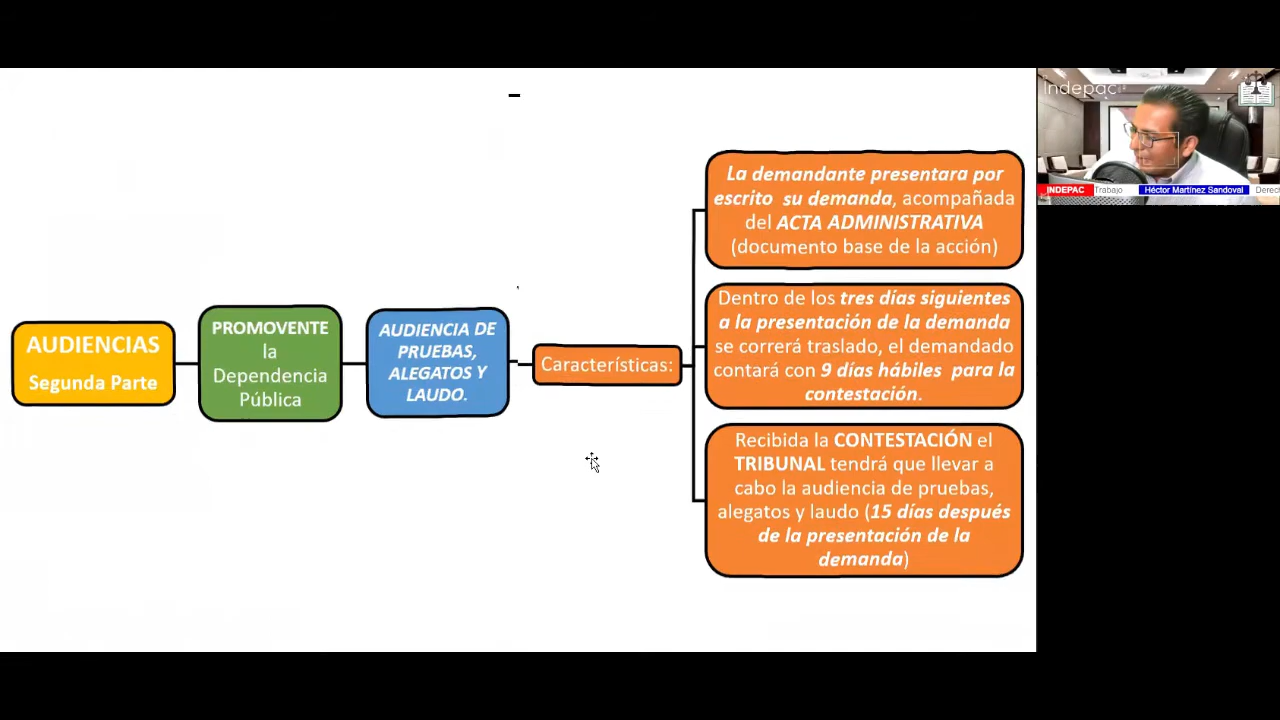 AUDIENCIAS
Segunda Parte
PROMOVENTE
la
Dependencia
Pública
AUDIENCIA DE
PRUEBAS,
ALEGATOS Y
LAUDO.
Características:
La demandante presentara por
escrito su demanda, acompañada
del ACTA ADMINISTRATIVA
(documento base de la acción)
Dentro de los tres días siguientes
a la presentación de la demanda
se correrá traslado, el demandado
contará con 9 días hábiles para la
contestación.
Recibida la CONTESTACIÓN el
TRIBUNAL tendrá que llevar a
cabo la audiencia de pruebas,
alegatos y laudo (15 días después
de la presentación de la
demanda)
Indepac
INDEPAC Trabajo Héctor Martínez Sandoval Derec